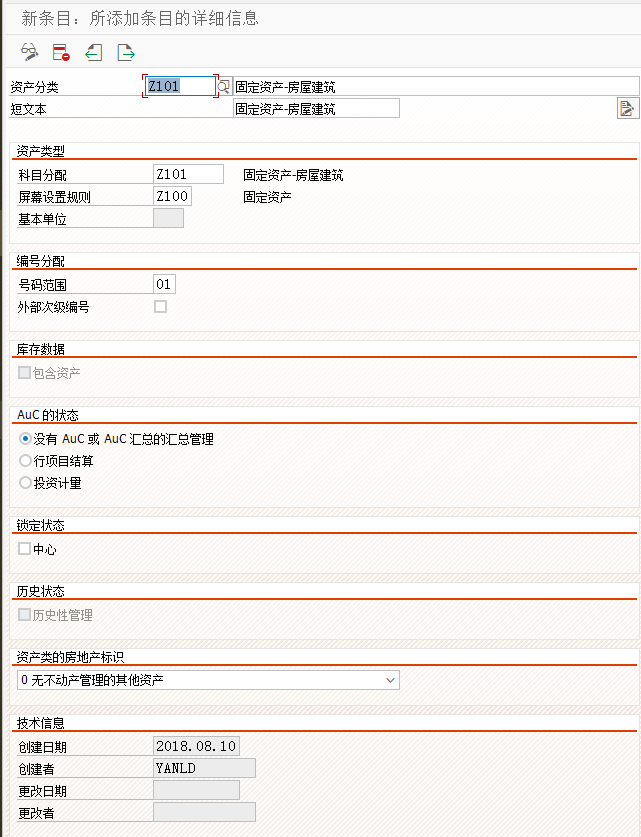 新条目：所添加条目的详细信息
资产分类 Z101 固定资产-房屋建筑
短文本 固定资产-房屋建筑
资产类型
科目分配 Z101 固定资产-房屋建筑
屏幕设置规则 Z100 固定资产
基本单位
编号分配
号码范围 01
外部次级编号
库存数据
包含资产
AuC 的状态
没有 AuC 或 AuC 汇总的汇总管理
行项目结算
投资计量
锁定状态
中心
历史状态
历史性管理
资产类的房地产标识
0 无不动产管理的其他资产
技术信息
创建日期 2018.08.10
创建者 YANLD
更改日期
更改者